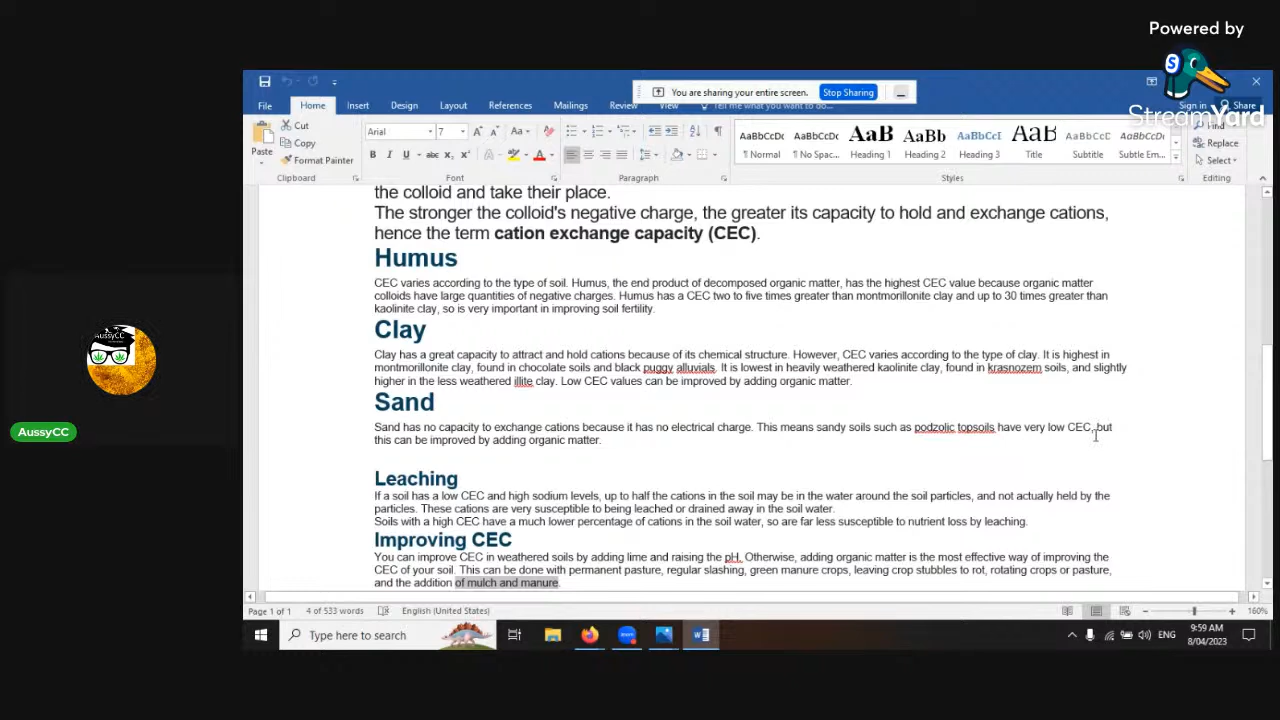 Powered by
StreamYard
You are sharing your entire screen.
Stop Sharing
File
Home
Insert
Design
Layout
References
Mailings
Review
View
Tell me what you want to do...
Sign in
Share
Paste
Cut
Copy
Format Painter
Clipboard
Arial
7
Font
Paragraph
AaBbCcDc
¶ Normal
AaBbCcDc
¶ No Spac...
AaB
Heading 1
AaBb
Heading 2
AaBbCcI
Heading 3
AaB
Title
AaBbCcD
Subtitle
AaBbCcDc
Subtle Em...
Styles
Find
Replace
Select
Editing
the colloid and take their place.
The stronger the colloid's negative charge, the greater its capacity to hold and exchange cations,
hence the term cation exchange capacity (CEC).
Humus
CEC varies according to the type of soil. Humus, the end product of decomposed organic matter, has the highest CEC value because organic matter
colloids have large quantities of negative charges. Humus has a CEC two to five times greater than montmorillonite clay and up to 30 times greater than
kaolinite clay, so is very important in improving soil fertility.
Clay
Clay has a great capacity to attract and hold cations because of its chemical structure. However, CEC varies according to the type of clay. It is highest in
montmorillonite clay, found in chocolate soils and black puggy alluvials. It is lowest in heavily weathered kaolinite clay, found in krasnozem soils, and slightly
higher in the less weathered illite clay. Low CEC values can be improved by adding organic matter.
Sand
Sand has no capacity to exchange cations because it has no electrical charge. This means sandy soils such as podzolic topsoils have very low CEC, but
this can be improved by adding organic matter.
Leaching
If a soil has a low CEC and high sodium levels, up to half the cations in the soil may be in the water around the soil particles, and not actually held by the
particles. These cations are very susceptible to being leached or drained away in the soil water.
Soils with a high CEC have a much lower percentage of cations in the soil water, so are far less susceptible to nutrient loss by leaching.
Improving CEC
You can improve CEC in weathered soils by adding lime and raising the pH. Otherwise, adding organic matter is the most effective way of improving the
CEC of your soil. This can be done with permanent pasture, regular slashing, green manure crops, leaving crop stubbles to rot, rotating crops or pasture,
and the addition of mulch and manure.
AussyCC
AussyCC
Page 1 of 1
4 of 533 words
English (United States)
160%
Type here to search
ENG
9:59 AM
8/04/2023